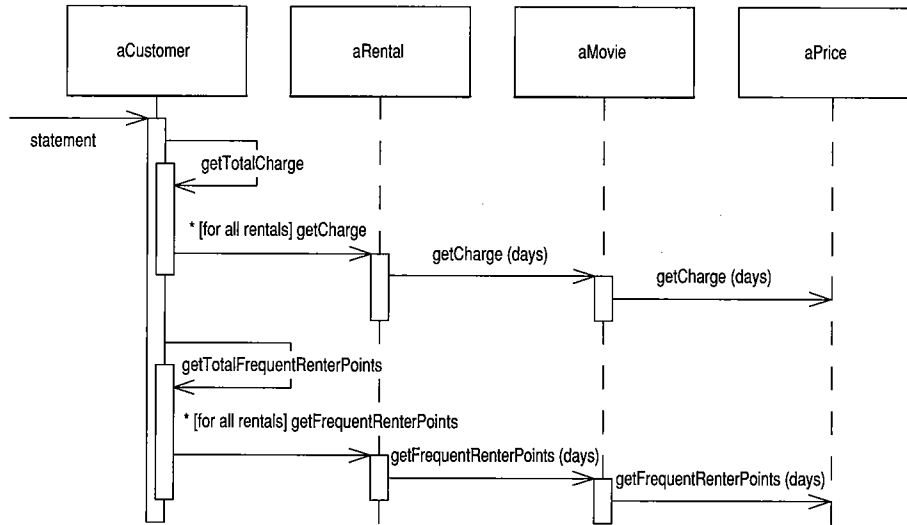 aCustomer
aRental
aMovie
aPrice
statement
getTotalCharge
* [for all rentals] getCharge
getCharge (days)
getCharge (days)
getTotalFrequentRenterPoints
* [for all rentals] getFrequentRenterPoints
getFrequentRenterPoints (days)
getFrequentRenterPoints (days)